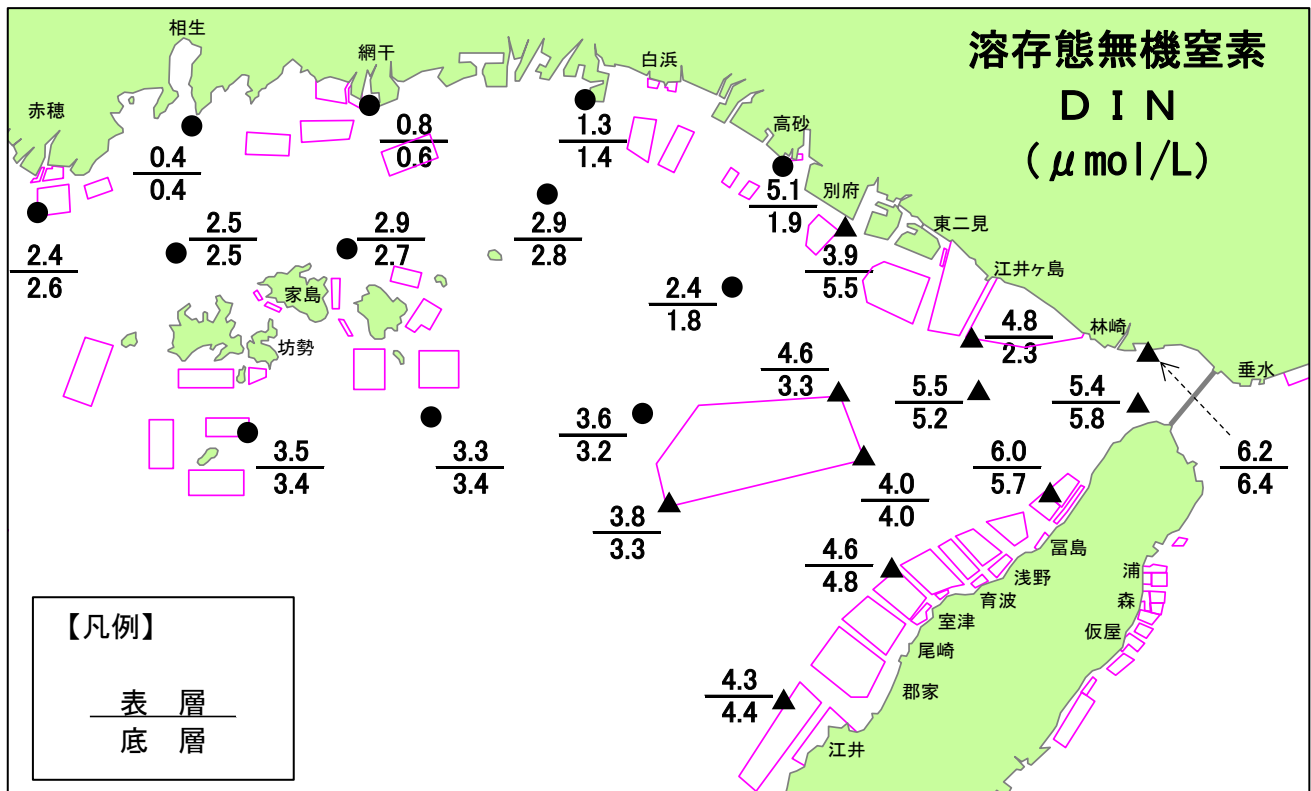 溶存態無機窒素
DIN
(μmol/L)
相生
網干
白浜
赤穂
高砂
別府
東二見
江井ヶ島
林崎
垂水
家島
坊勢
0.4
0.4
0.8
0.6
1.3
1.4
5.1
1.9
2.4
2.6
2.5
2.5
2.9
2.7
2.9
2.8
3.9
5.5
2.4
1.8
4.8
2.3
4.6
3.3
5.5
5.2
5.4
5.8
6.2
6.4
3.5
3.4
3.3
3.4
3.6
3.2
4.0
4.0
6.0
5.7
3.8
3.3
4.6
4.8
4.3
4.4
冨島
浅野
育波
室津
尾崎
郡家
江井
浦
森
仮屋
【凡例】
表 層
底 層